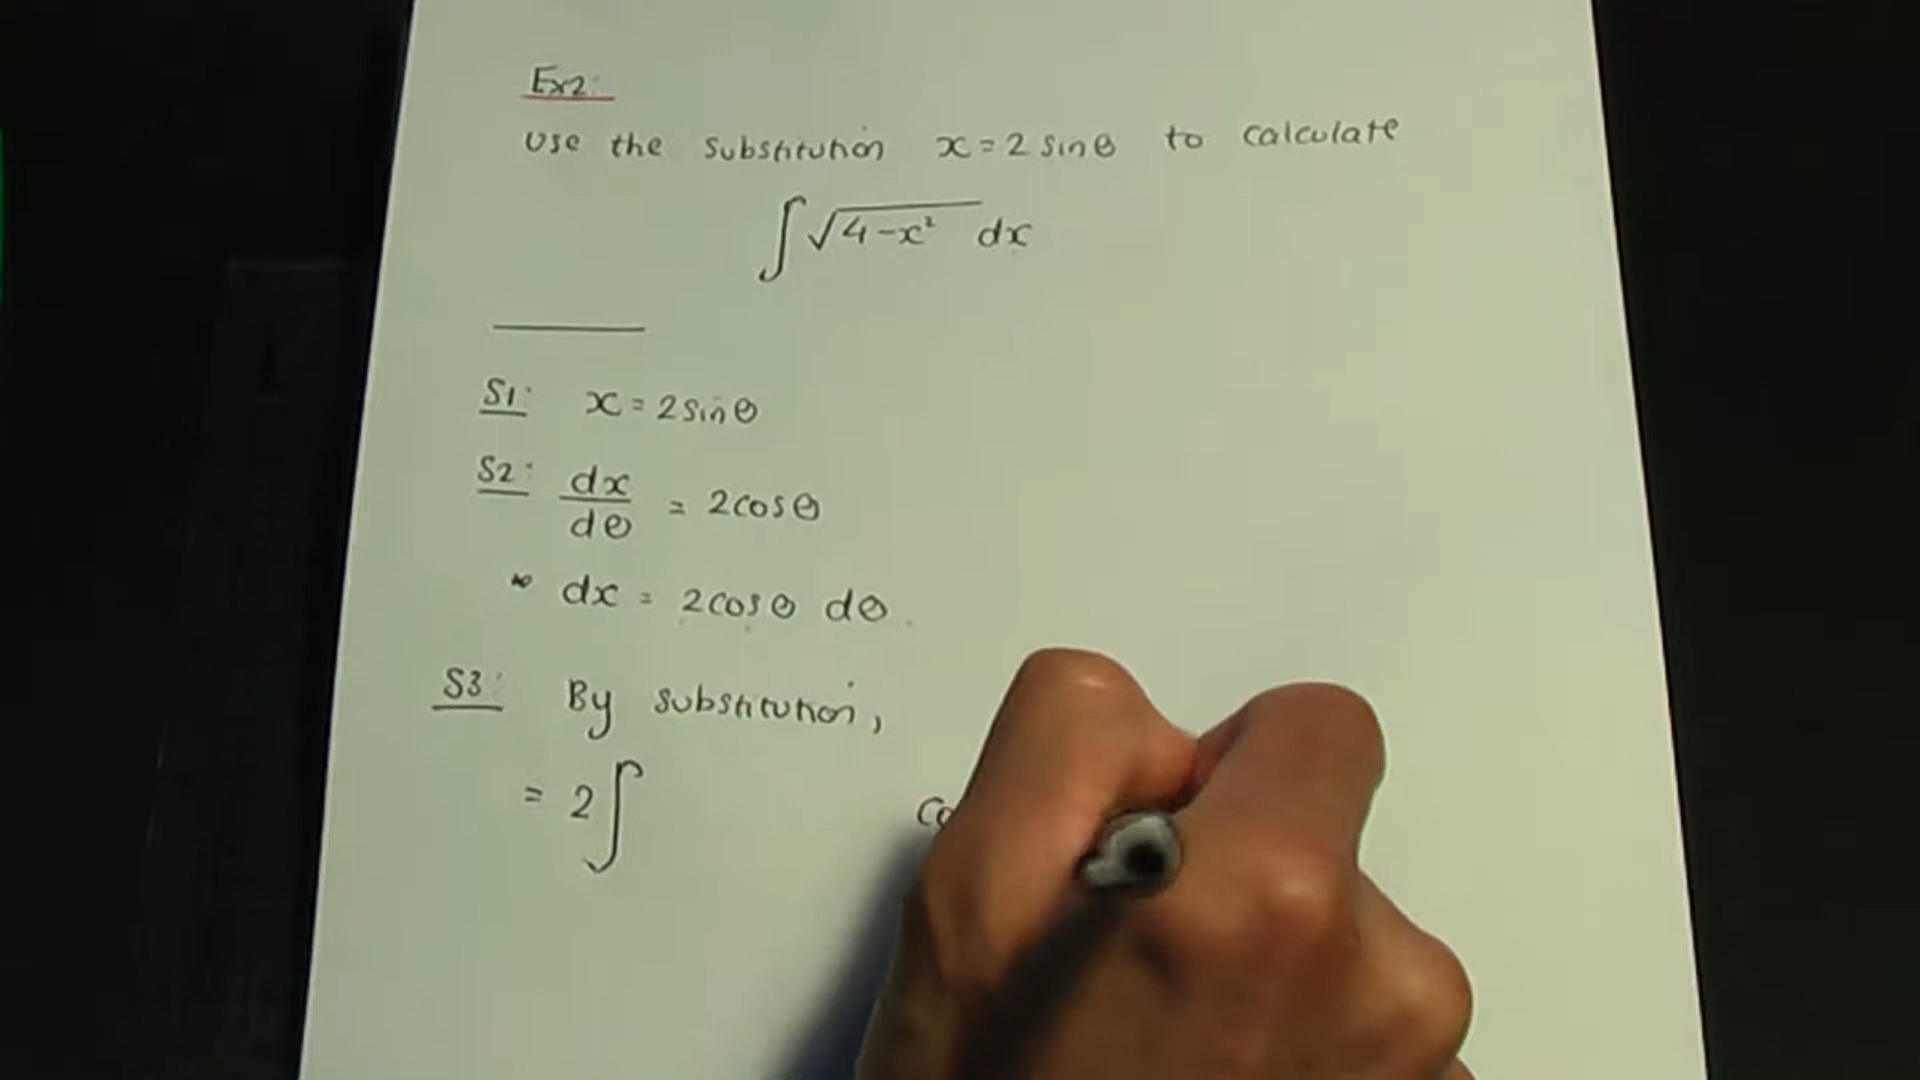 Ex2:
Use the substitution x = 2 sinθ to calculate
∫√(4-x²) dx
S1: x = 2sinθ
S2: dx/dθ = 2cosθ
dx = 2cosθ dθ.
S3: By substitution,
= 2∫ co